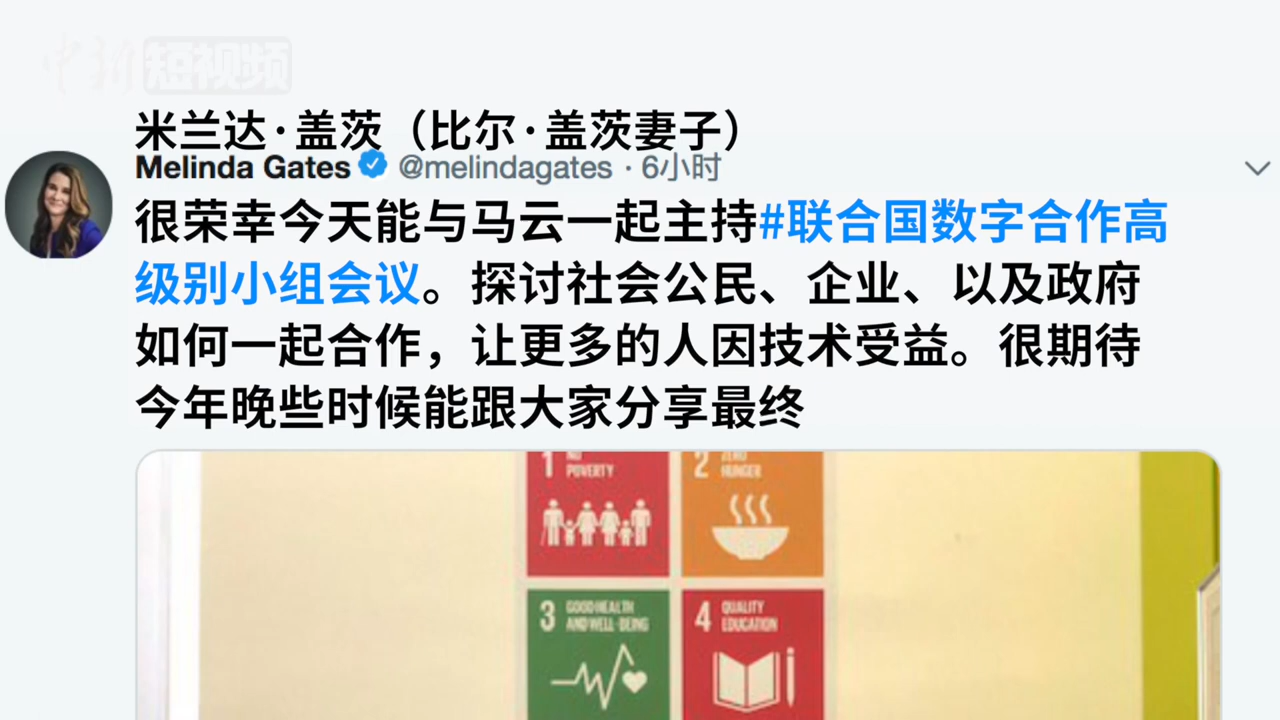 中新 短视频
米兰达·盖茨（比尔·盖茨妻子）
Melinda Gates @melindagates · 6小时
很荣幸今天能与马云一起主持#联合国数字合作高
级别小组会议。探讨社会公民、企业、以及政府
如何一起合作，让更多的人因技术受益。很期待
今年晚些时候能跟大家分享最终
1 NO POVERTY
2 ZERO HUNGER
3 GOOD HEALTH AND WELL-BEING
4 QUALITY EDUCATION